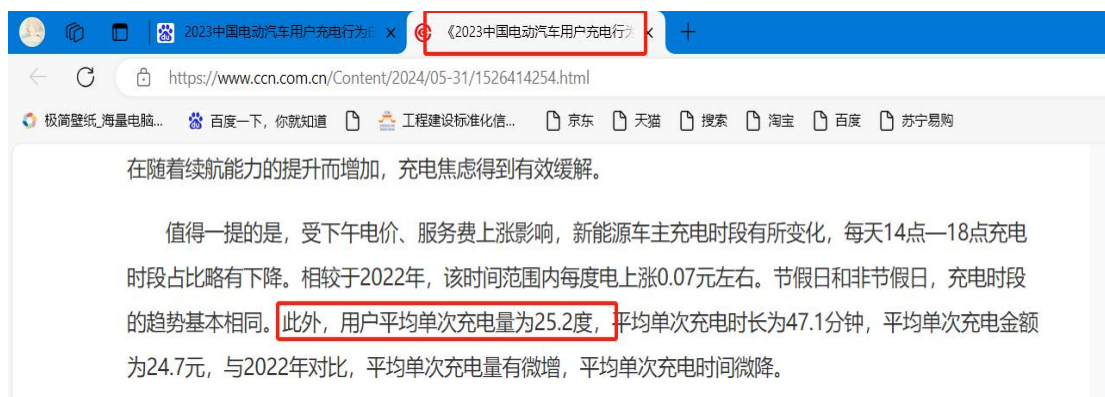 2023中国电动汽车用户充电行为
《2023中国电动汽车用户充电行为
https://www.ccn.com.cn/Content/2024/05-31/1526414254.html
极简壁纸_海量电脑... 百度一下，你就知道 工程建设标准化信... 京东 天猫 搜索 淘宝 百度 苏宁易购
在随着续航能力的提升而增加，充电焦虑得到有效缓解。
值得一提的是，受下午电价、服务费上涨影响，新能源车主充电时段有所变化，每天14点—18点充电
时段占比略有下降。相较于2022年，该时间范围内每度电上涨0.07元左右。节假日和非节假日，充电时段
的趋势基本相同。此外，用户平均单次充电量为25.2度，平均单次充电时长为47.1分钟，平均单次充电金额
为24.7元，与2022年对比，平均单次充电量有微增，平均单次充电时间微降。